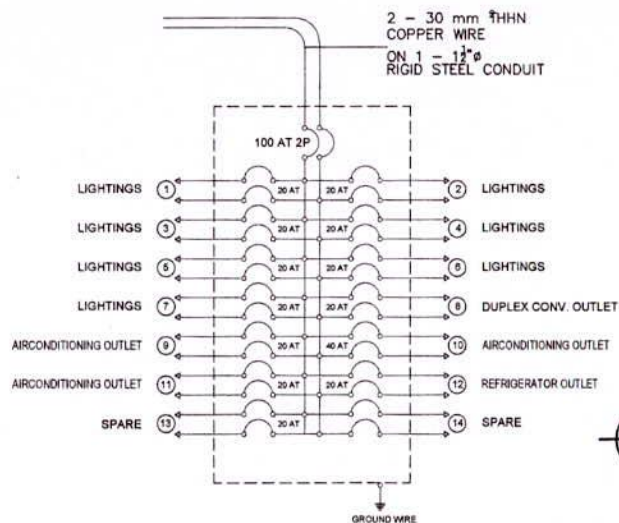 2 - 30 mm² THHN
COPPER WIRE
ON 1 - 1½"ø
RIGID STEEL CONDUIT
100 AT 2P
LIGHTINGS 1 20 AT 20 AT 2 LIGHTINGS
LIGHTINGS 3 20 AT 20 AT 4 LIGHTINGS
LIGHTINGS 5 20 AT 20 AT 6 LIGHTINGS
LIGHTINGS 7 20 AT 20 AT 8 DUPLEX CONV. OUTLET
AIRCONDITIONING OUTLET 9 20 AT 40 AT 10 AIRCONDITIONING OUTLET
AIRCONDITIONING OUTLET 11 20 AT 20 AT 12 REFRIGERATOR OUTLET
SPARE 13 20 AT 14 SPARE
GROUND WIRE